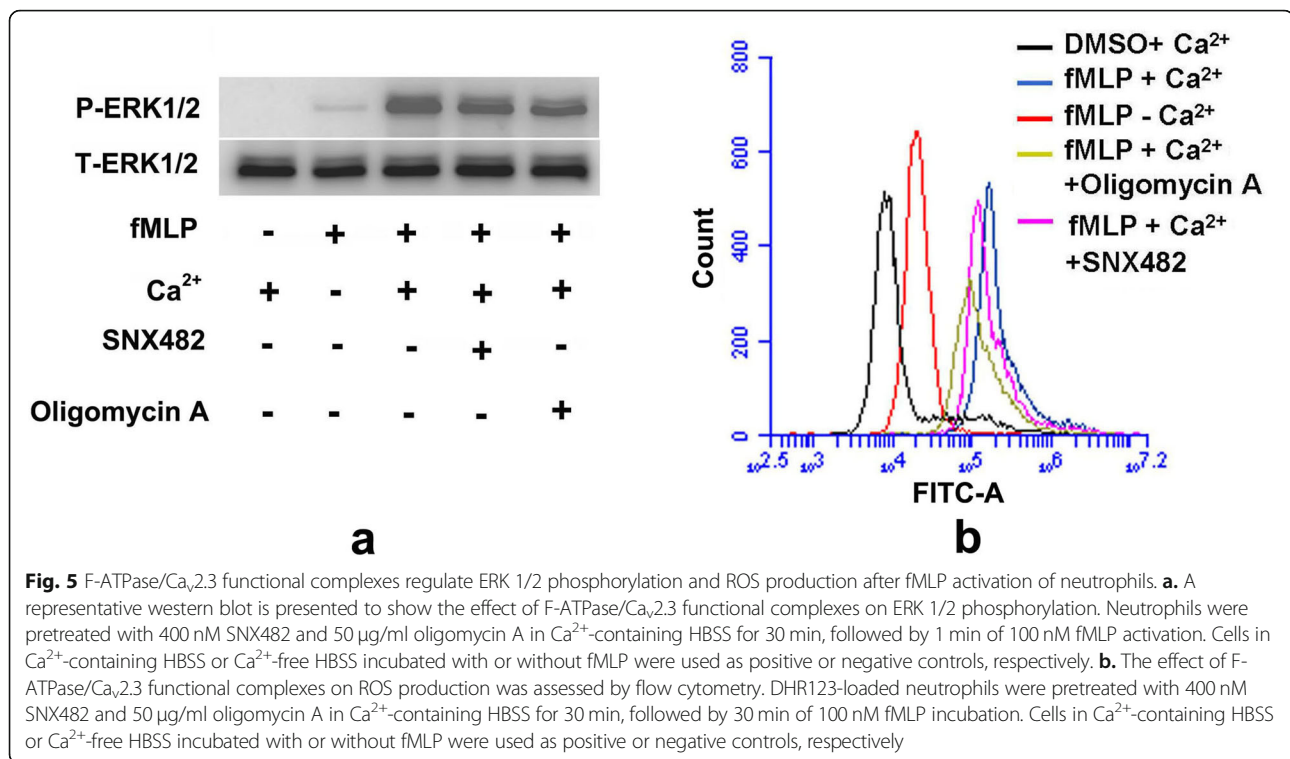 P-ERK1/2
T-ERK1/2
fMLP - + + + +
Ca²⁺ + - + + +
SNX482 - - - + -
Oligomycin A - - - - +
a
DMSO+ Ca²⁺
fMLP + Ca²⁺
fMLP - Ca²⁺
fMLP + Ca²⁺
+Oligomycin A
fMLP + Ca²⁺
+SNX482
Count
800
600
400
200
0
10^2.5 10^3 10^4 10^5 10^6 10^7.2
FITC-A
b
Fig. 5 F-ATPase/Caᵥ2.3 functional complexes regulate ERK 1/2 phosphorylation and ROS production after fMLP activation of neutrophils. a. A
representative western blot is presented to show the effect of F-ATPase/Caᵥ2.3 functional complexes on ERK 1/2 phosphorylation. Neutrophils were
pretreated with 400 nM SNX482 and 50 μg/ml oligomycin A in Ca²⁺-containing HBSS for 30 min, followed by 1 min of 100 nM fMLP activation. Cells in
Ca²⁺-containing HBSS or Ca²⁺-free HBSS incubated with or without fMLP were used as positive or negative controls, respectively. b. The effect of F-
ATPase/Caᵥ2.3 functional complexes on ROS production was assessed by flow cytometry. DHR123-loaded neutrophils were pretreated with 400 nM
SNX482 and 50 μg/ml oligomycin A in Ca²⁺-containing HBSS for 30 min, followed by 30 min of 100 nM fMLP incubation. Cells in Ca²⁺-containing HBSS
or Ca²⁺-free HBSS incubated with or without fMLP were used as positive or negative controls, respectively